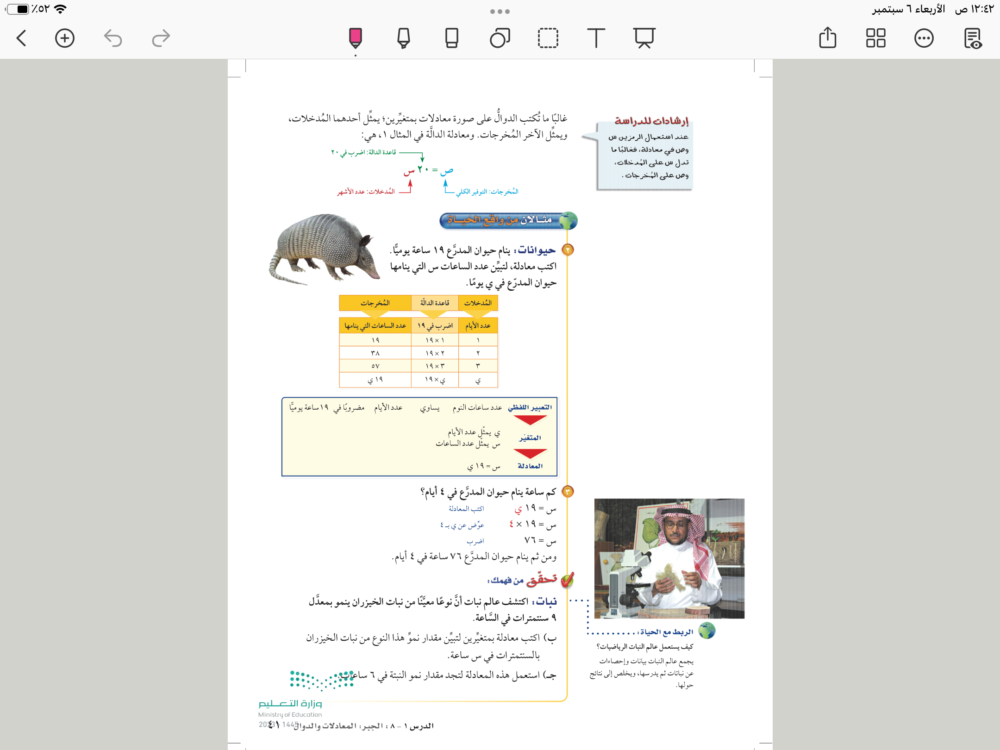 ١٢:٤٢ ص الأربعاء ٦ سبتمبر
٪٥٢
غالبًا ما تُكتب الدوالُّ على صورة معادلات بمتغيِّرين؛ يمثِّل أحدهما المُدخلات،
ويمثِّل الآخر المُخرجات. ومعادلة الدالَّة في المثال ١، هي:
قاعدة الدالة: اضرب في ٢٠
ص = ٢٠ س
المُخرجات: التوفير الكلي
المُدخلات: عدد الأشهر
إرشادات للدراسة
عند استعمال الرمزين س
وص في معادلة، فغالبًا ما
تدل س على المُدخلات،
وص على المُخرجات.
مثالان من واقع الحياة
٢ حيوانات: ينام حيوان المدرَّع ١٩ ساعة يوميًّا.
اكتب معادلة، لتبيِّن عدد الساعات س التي ينامها
حيوان المدرّع في ي يومًا.
المُدخلات قاعدة الدالّة المُخرجات
عدد الأيام اضرب في ١٩ عدد الساعات التي ينامها
١ ١ × ١٩ ١٩
٢ ٢ × ١٩ ٣٨
٣ ٣ × ١٩ ٥٧
ي ي × ١٩ ١٩ ي
التعبير اللفظي عدد ساعات النوم يساوي عدد الأيام مضروبًا في ١٩ ساعة يوميًّا
المتغيّر
ي يمثّل عدد الأيام
س يمثّل عدد الساعات
المعادلة س = ١٩ ي
٣ كم ساعة ينام حيوان المدرَّع في ٤ أيام؟
س = ١٩ ي اكتب المعادلة
س = ١٩ × ٤ عوِّض عن ي بـ ٤
س = ٧٦ اضرب
ومن ثم ينام حيوان المدرَّع ٧٦ ساعة في ٤ أيام.
تحقَّق من فهمك:
نبات: اكتشف عالم نبات أنَّ نوعًا معيَّنًا من نبات الخيزران ينمو بمعدَّل
٩ سنتمترات في السَّاعة.
ب) اكتب معادلة بمتغيِّرين لتبيِّن مقدار نموِّ هذا النوع من نبات الخيزران
بالسنتمترات في س ساعة.
جـ) استعمل هذه المعادلة لتجد مقدار نمو النبتة في ٦ ساعات.
الربط مع الحياة:
كيف يستعمل عالم النبات الرياضيات؟
يجمع عالم النبات بيانات وإحصاءات
عن نباتات ثم يدرسها، ويخلص إلى نتائج
حولها.
وزارة التعليم
Ministry of Education
2023 - 1445
الدرس ١ – ٨ : الجبر: المعادلات والدوال ٤١